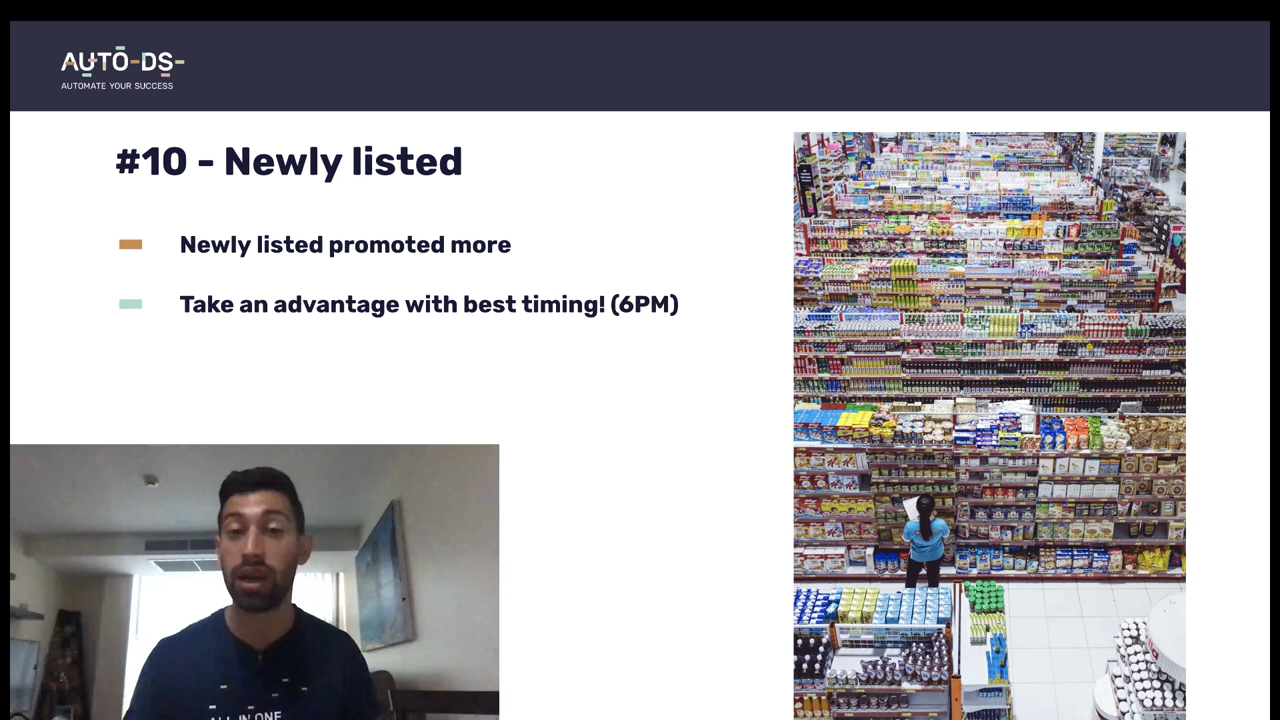 AUTO-DS-
AUTOMATE YOUR SUCCESS
#10 - Newly listed
Newly listed promoted more
Take an advantage with best timing! (6PM)
ALL IN ONE